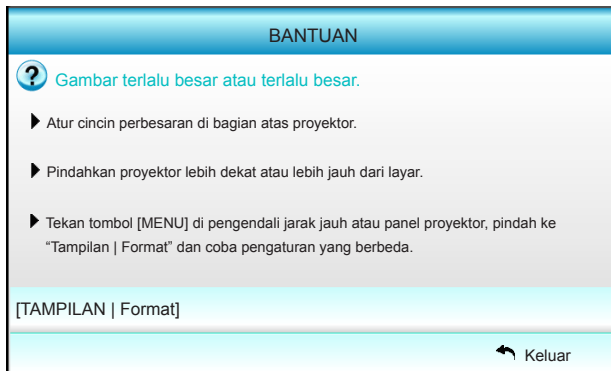 BANTUAN
Gambar terlalu besar atau terlalu besar.
Atur cincin perbesaran di bagian atas proyektor.
Pindahkan proyektor lebih dekat atau lebih jauh dari layar.
Tekan tombol [MENU] di pengendali jarak jauh atau panel proyektor, pindah ke
“Tampilan | Format” dan coba pengaturan yang berbeda.
[TAMPILAN | Format]
Keluar